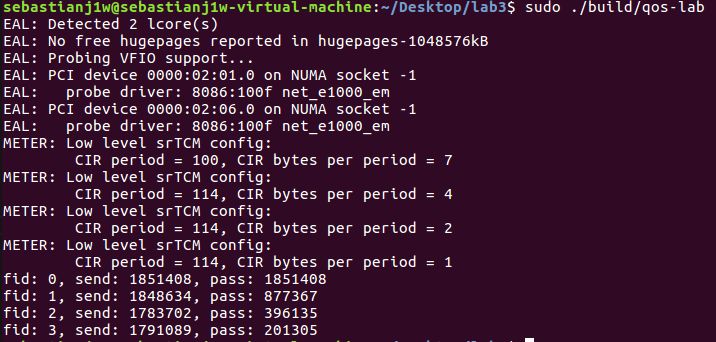 sebastianj1w@sebastianj1w-virtual-machine:~/Desktop/lab3$ sudo ./build/qos-lab
EAL: Detected 2 lcore(s)
EAL: No free hugepages reported in hugepages-1048576kB
EAL: Probing VFIO support...
EAL: PCI device 0000:02:01.0 on NUMA socket -1
EAL:   probe driver: 8086:100f net_e1000_em
EAL: PCI device 0000:02:06.0 on NUMA socket -1
EAL:   probe driver: 8086:100f net_e1000_em
METER: Low level srTCM config:
        CIR period = 100, CIR bytes per period = 7
METER: Low level srTCM config:
        CIR period = 114, CIR bytes per period = 4
METER: Low level srTCM config:
        CIR period = 114, CIR bytes per period = 2
METER: Low level srTCM config:
        CIR period = 114, CIR bytes per period = 1
fid: 0, send: 1851408, pass: 1851408
fid: 1, send: 1848634, pass: 877367
fid: 2, send: 1783702, pass: 396135
fid: 3, send: 1791089, pass: 201305